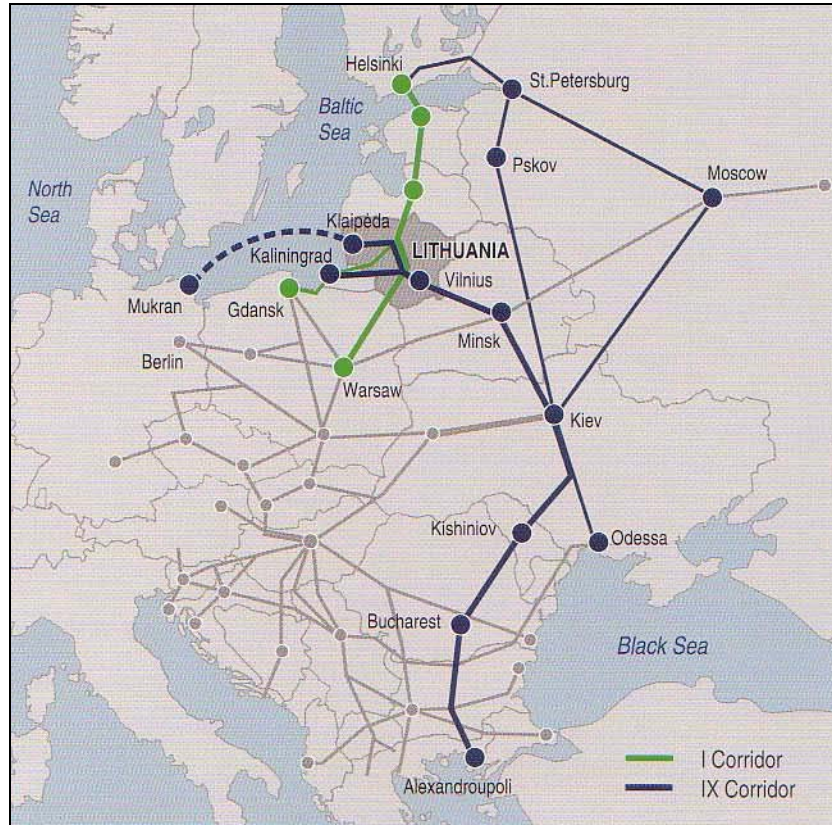 Helsinki
St.Petersburg
Baltic
Sea
Pskov
Moscow
North
Sea
Klaipėda
LITHUANIA
Kaliningrad
Vilnius
Mukran
Gdansk
Minsk
Berlin
Warsaw
Kiev
Kishiniov
Odessa
Bucharest
Black Sea
I Corridor
IX Corridor
Alexandroupoli